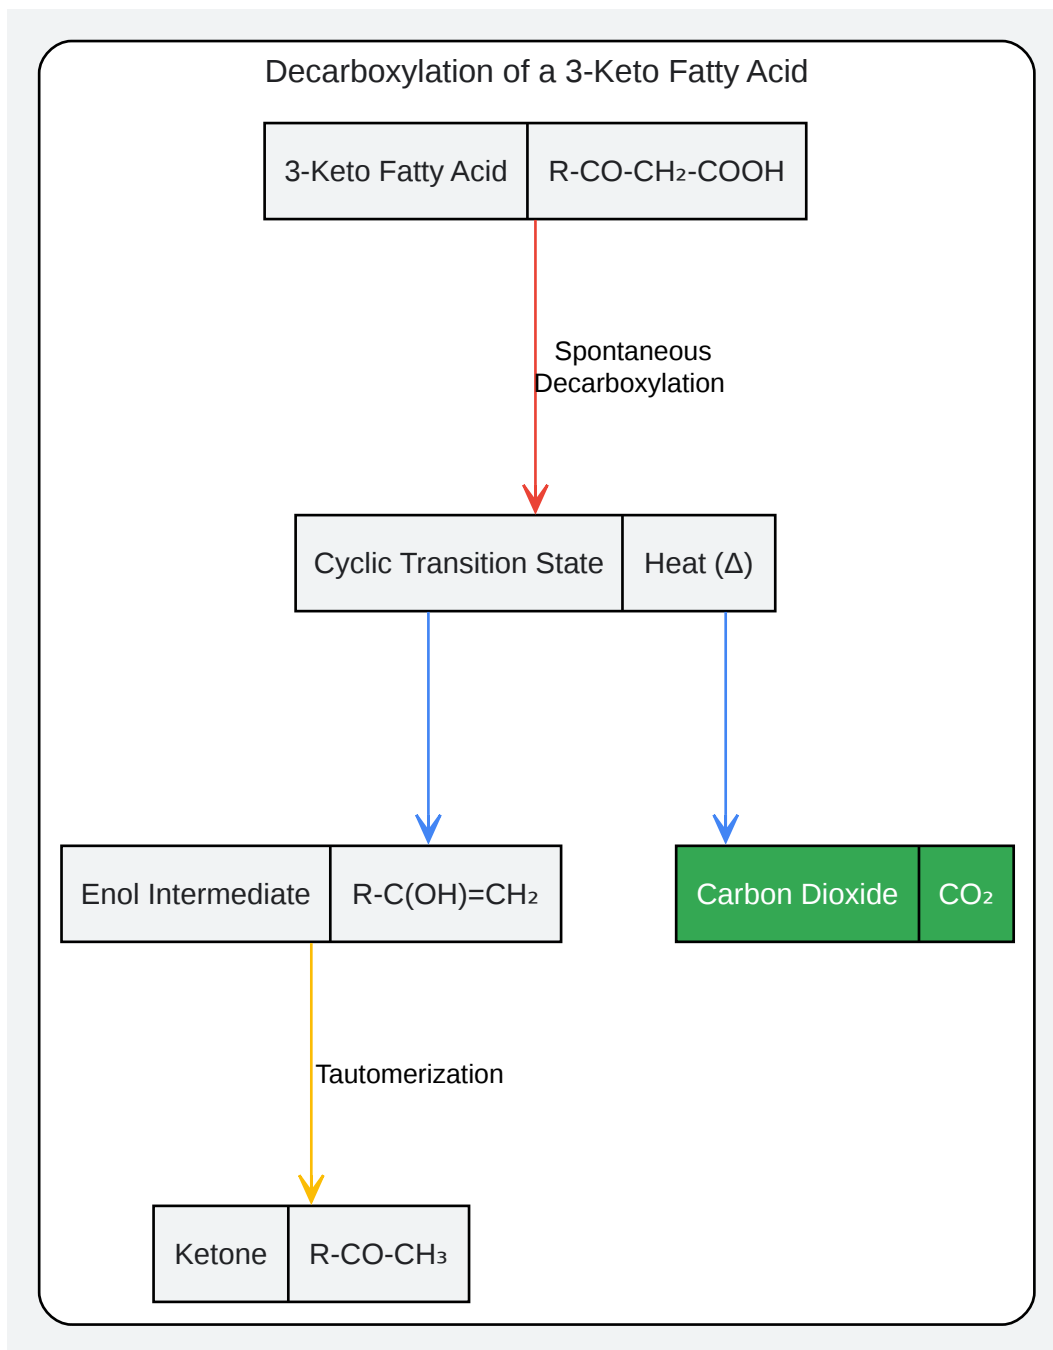 Decarboxylation of a 3-Keto Fatty Acid
3-Keto Fatty Acid
R-CO-CH₂-COOH
Spontaneous
Decarboxylation
Cyclic Transition State
Heat (Δ)
Enol Intermediate
R-C(OH)=CH₂
Carbon Dioxide
CO₂
Tautomerization
Ketone
R-CO-CH₃